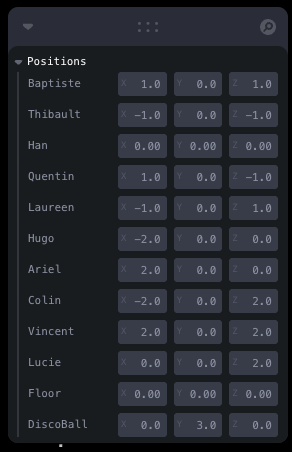 Positions
Baptiste X 1.0 Y 0.0 Z 1.0
Thibault X -1.0 Y 0.0 Z -1.0
Han X 0.00 Y 0.00 Z 0.00
Quentin X 1.0 Y 0.0 Z -1.0
Laureen X -1.0 Y 0.0 Z 1.0
Hugo X -2.0 Y 0.0 Z 0.0
Ariel X 2.0 Y 0.0 Z 0.0
Colin X -2.0 Y 0.0 Z 2.0
Vincent X 2.0 Y 0.0 Z 2.0
Lucie X 0.0 Y 0.0 Z 2.0
Floor X 0.00 Y 0.00 Z 0.00
DiscoBall X 0.0 Y 3.0 Z 0.0